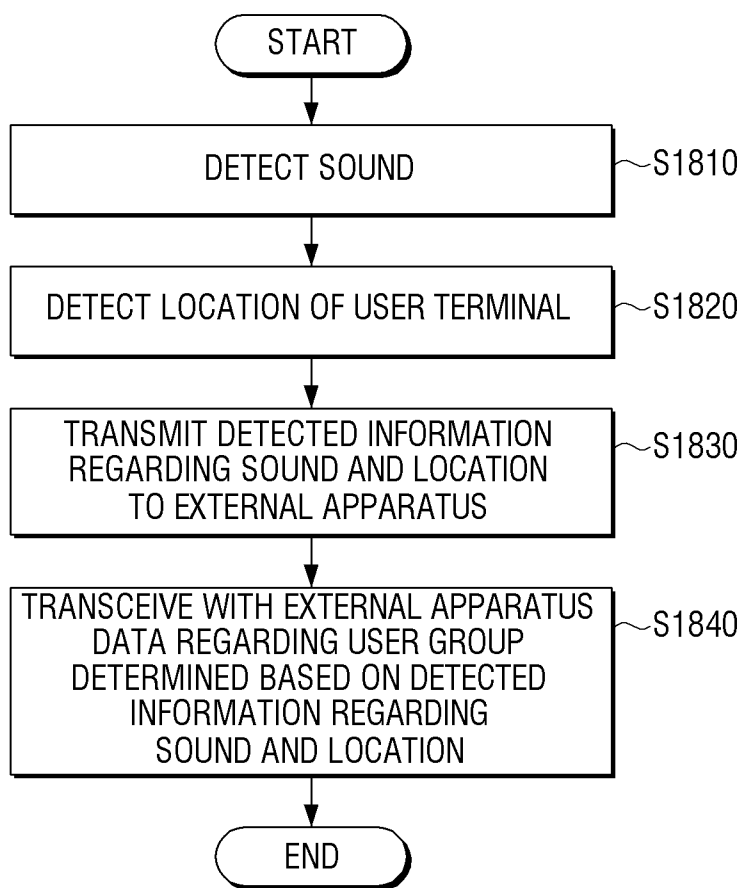 START
DETECT SOUND
S1810
DETECT LOCATION OF USER TERMINAL
S1820
TRANSMIT DETECTED INFORMATION
REGARDING SOUND AND LOCATION
TO EXTERNAL APPARATUS
S1830
TRANSCEIVE WITH EXTERNAL APPARATUS
DATA REGARDING USER GROUP
DETERMINED BASED ON DETECTED
INFORMATION REGARDING
SOUND AND LOCATION
S1840
END